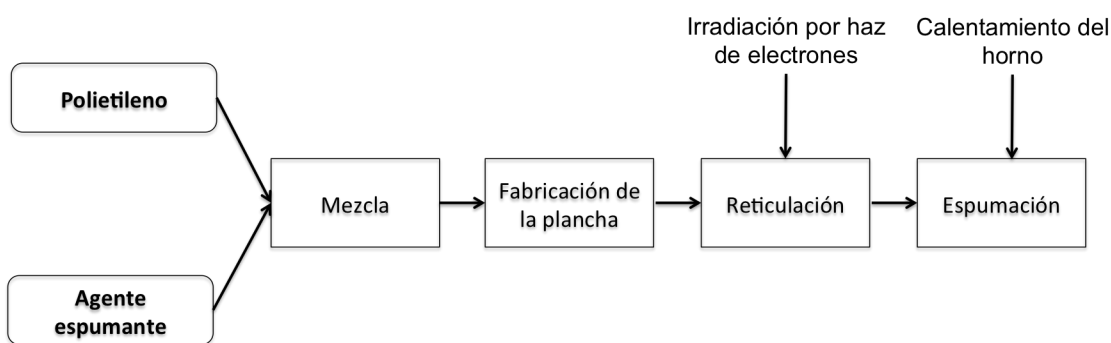 Irradiación por haz
de electrones
Calentamiento del
horno
Polietileno
Mezcla
Fabricación de
la plancha
Reticulación
Espumación
Agente
espumante